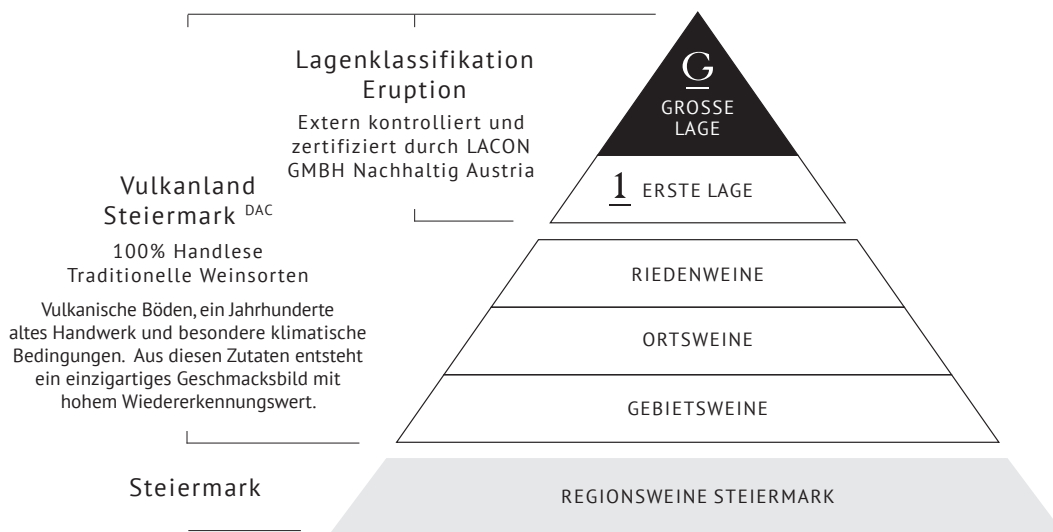 Lagenklassifikation
Eruption
Extern kontrolliert und
zertifiziert durch LACON
GMBH Nachhaltig Austria
Vulkanland
Steiermark DAC
100% Handlese
Traditionelle Weinsorten
Vulkanische Böden, ein Jahrhunderte
altes Handwerk und besondere klimatische
Bedingungen. Aus diesen Zutaten entsteht
ein einzigartiges Geschmacksbild mit
hohem Wiedererkennungswert.
Steiermark
G
GROSSE
LAGE
1 ERSTE LAGE
RIEDENWEINE
ORTSWEINE
GEBIETSWEINE
REGIONSWEINE STEIERMARK